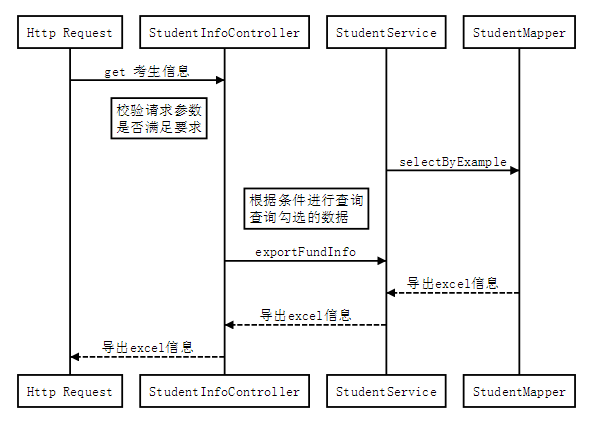 Http Request
StudentInfoController
StudentService
StudentMapper
get 考生信息
校验请求参数
是否满足要求
selectByExample
根据条件进行查询
查询勾选的数据
exportFundInfo
导出excel信息
导出excel信息
导出excel信息
Http Request
StudentInfoController
StudentService
StudentMapper